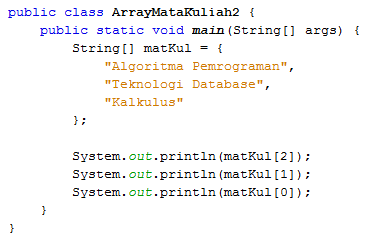 public class ArrayMataKuliah2 {
    public static void main(String[] args) {
        String[] matKul = {
            "Algoritma Pemrograman",
            "Teknologi Database",
            "Kalkulus"
        };

        System.out.println(matKul[2]);
        System.out.println(matKul[1]);
        System.out.println(matKul[0]);
    }
}